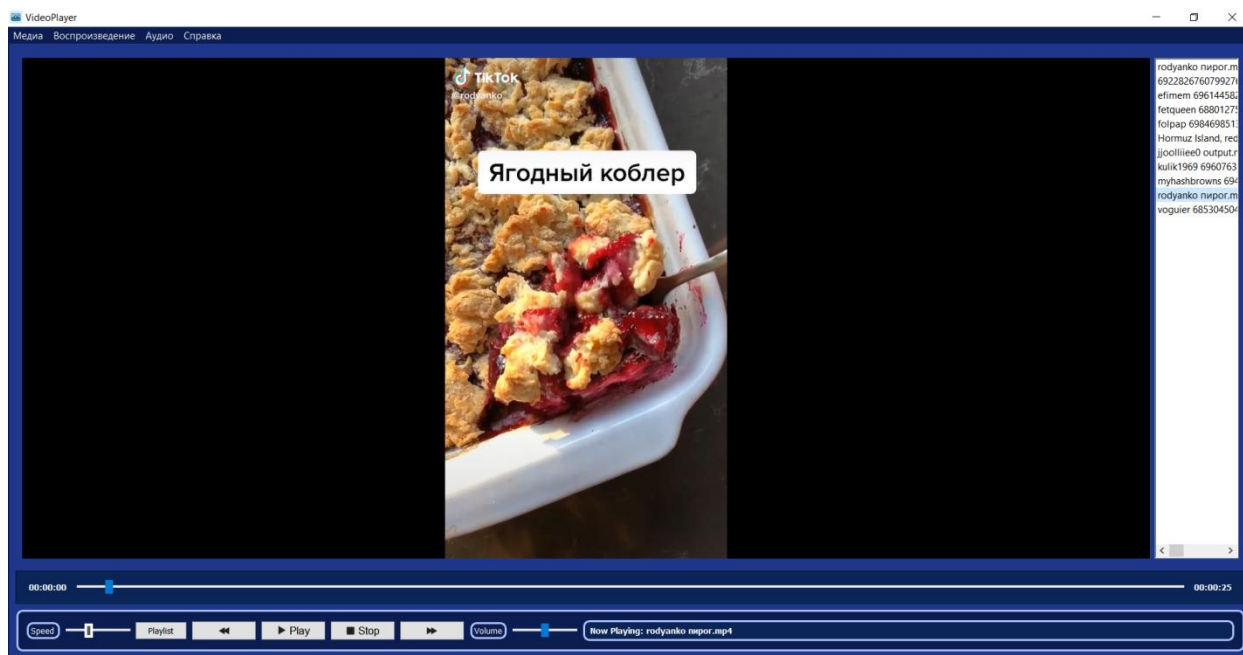 VideoPlayer
Медиа Воспроизведение Аудио Справка
TikTok
@rodyanko
Ягодный коблер
rodyanko пирог.m
efimem 69614458
fetqueen 6880127
folpap 698469851
Hormuz Island, red
jjoolliiee0 output.r
kulik1969 6960763
myhashbrowns 694
rodyanko пирог.m
voguier 685304504
00:00:00
00:00:25
Speed Playlist Play Stop Volume Now Playing: rodyanko пирог.mp4